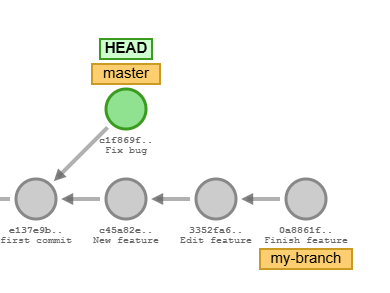 HEAD
master
c1f869f..
Fix bug
e137e9b..
first commit
c45a82e..
New feature
3352fa6..
Edit feature
0a8861f..
Finish feature
my-branch